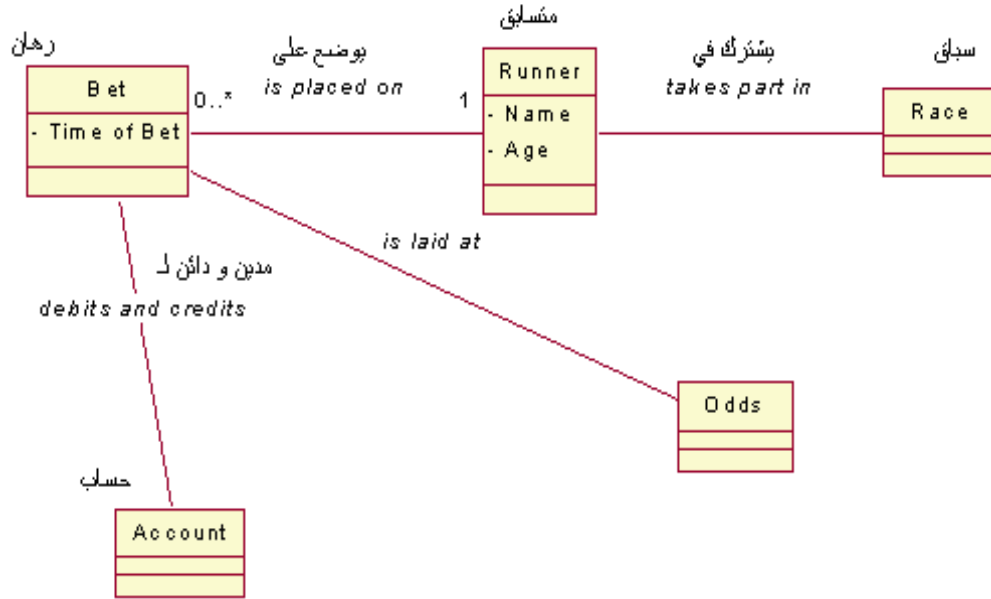 رهان
Bet
- Time of Bet
0..*
يوضع على
is placed on
1
متسابق
Runner
- Name
- Age
يشترك في
takes part in
سباق
Race
is laid at
مدين و دائن لـ
debits and credits
Odds
حساب
Account